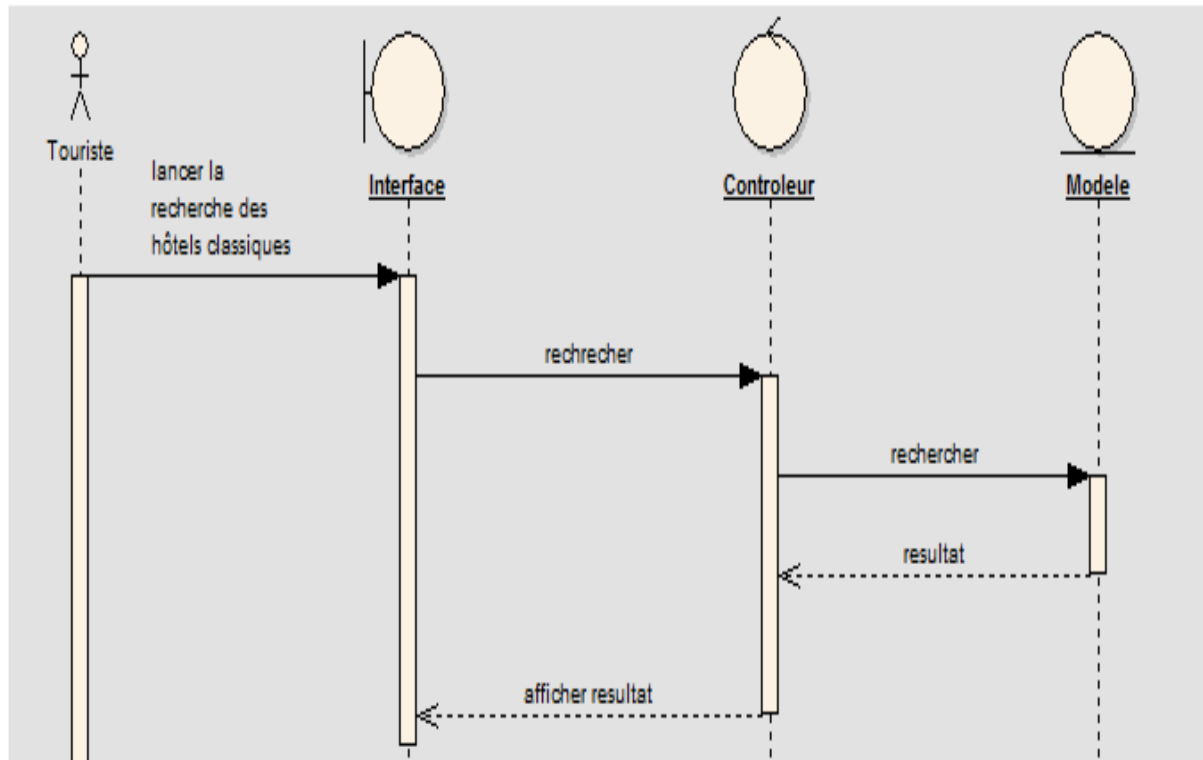 Touriste
Interface
Controleur
Modele
lancer la
recherche des
hôtels classiques
rechrecher
rechercher
resultat
afficher resultat